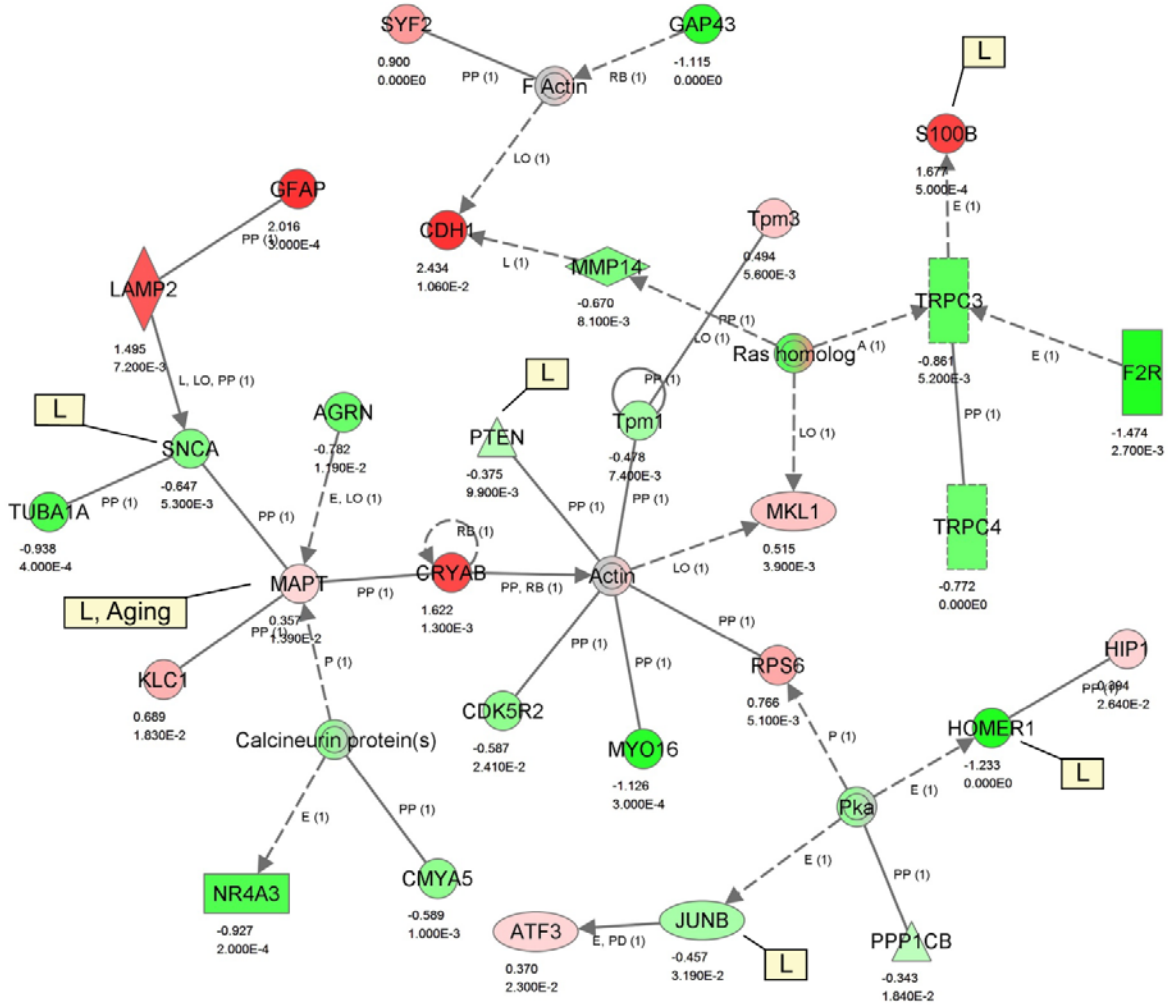 SYF2
0.900
0.000E0
GAP43
-1.115
0.000E0
PP (1)
RB (1)
F Actin
L
S100B
1.677
5.000E-4
E (1)
LO (1)
GFAP
2.016
3.000E-4
PP (1)
CDH1
2.434
1.060E-2
L (1)
MMP14
-0.670
8.100E-3
Tpm3
0.494
5.600E-3
LAMP2
1.495
7.200E-3
L, LO, PP (1)
PP (1)
LO (1)
Ras homolog
A (1)
TRPC3
-0.861
5.200E-3
E (1)
F2R
-1.474
2.700E-3
PP (1)
L
SNCA
-0.647
5.300E-3
AGRN
-0.782
1.190E-2
L
PTEN
-0.375
9.900E-3
PP (1)
Tpm1
-0.478
7.400E-3
LO (1)
TUBA1A
-0.938
4.000E-4
PP (1)
PP (1)
E, LO (1)
PP (1)
PP (1)
MKL1
0.515
3.900E-3
TRPC4
-0.772
0.000E0
RB (1)
MAPT
0.357
1.390E-2
PP (1)
CRYAB
1.622
1.300E-3
PP, RB (1)
Actin
LO (1)
L, Aging
PP (1)
KLC1
0.689
1.830E-2
P (1)
PP (1)
PP (1)
PP (1)
RPS6
0.766
5.100E-3
HIP1
0.394
2.640E-2
PP (1)
CDK5R2
-0.587
2.410E-2
Calcineurin protein(s)
MYO16
-1.126
3.000E-4
P (1)
HOMER1
-1.233
0.000E0
L
E (1)
Pka
E (1)
PP (1)
E (1)
PP (1)
NR4A3
-0.927
2.000E-4
CMYA5
-0.589
1.000E-3
ATF3
0.370
2.300E-2
E, PD (1)
JUNB
-0.457
3.190E-2
L
PPP1CB
-0.343
1.840E-2